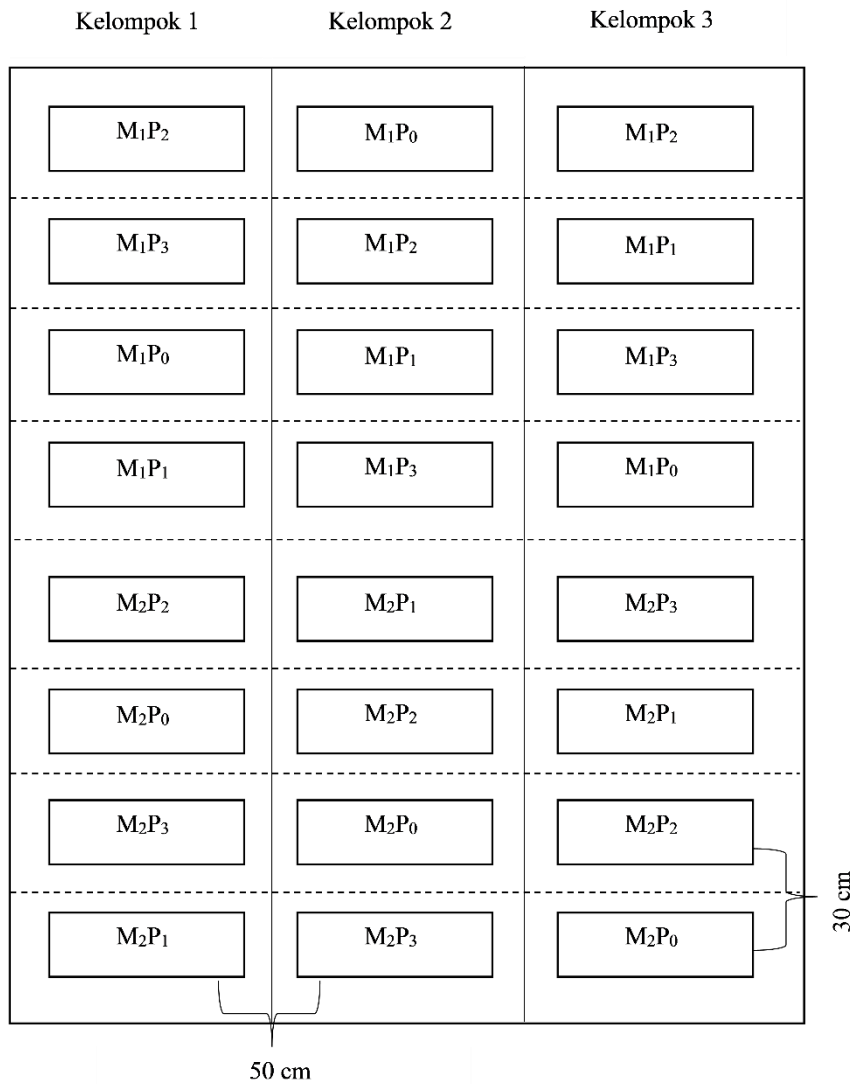 Kelompok 1 Kelompok 2 Kelompok 3
M₁P₂ M₁P₀ M₁P₂
M₁P₃ M₁P₂ M₁P₁
M₁P₀ M₁P₁ M₁P₃
M₁P₁ M₁P₃ M₁P₀
M₂P₂ M₂P₁ M₂P₃
M₂P₀ M₂P₂ M₂P₁
M₂P₃ M₂P₀ M₂P₂
30 cm
M₂P₁ M₂P₃ M₂P₀
50 cm